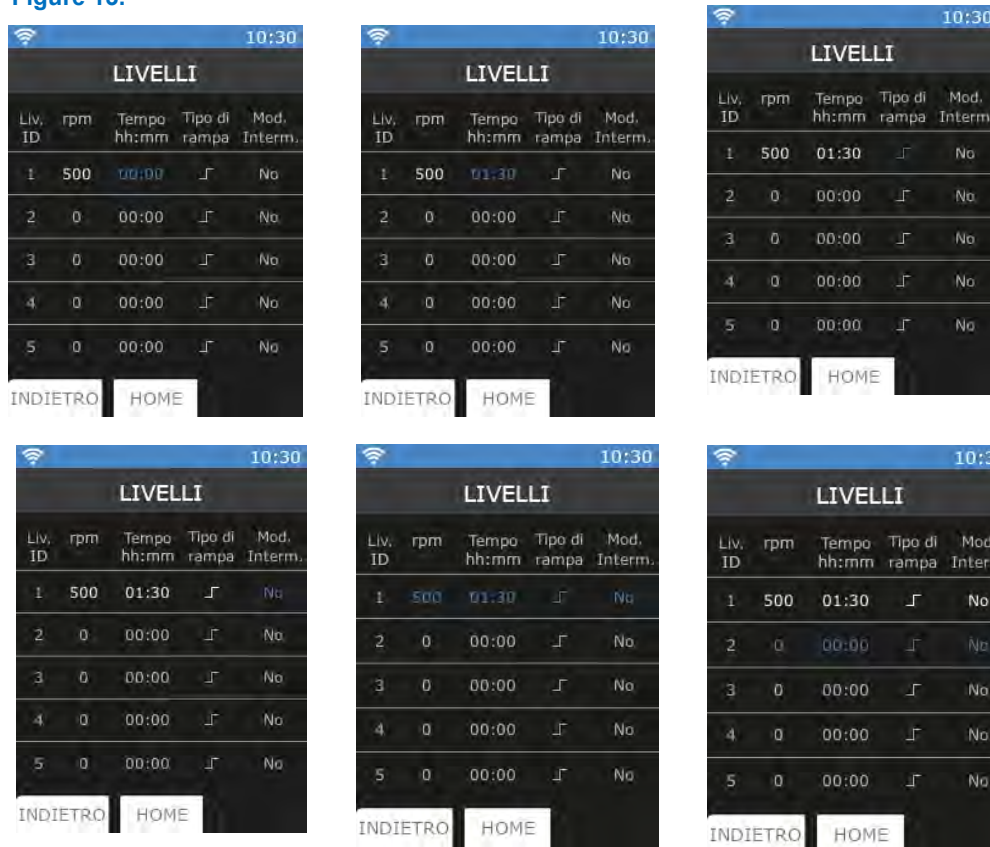 Figure 16.
10:30
LIVELLI
Liv. ID rpm Tempo hh:mm Tipo di rampa Mod. Interm.
1 500 00:00 No
2 0 00:00 No
3 0 00:00 No
4 0 00:00 No
5 0 00:00 No
INDIETRO HOME
10:30
LIVELLI
Liv. ID rpm Tempo hh:mm Tipo di rampa Mod. Interm.
1 500 01:30 No
2 0 00:00 No
3 0 00:00 No
4 0 00:00 No
5 0 00:00 No
INDIETRO HOME
10:30
LIVELLI
Liv. ID rpm Tempo hh:mm Tipo di rampa Mod. Interm
1 500 01:30 No
2 0 00:00 No
3 0 00:00 No
4 0 00:00 No
5 0 00:00 No
INDIETRO HOME
10:30
LIVELLI
Liv. ID rpm Tempo hh:mm Tipo di rampa Mod. Interm.
1 500 01:30 No
2 0 00:00 No
3 0 00:00 No
4 0 00:00 No
5 0 00:00 No
INDIETRO HOME
10:30
LIVELLI
Liv. ID rpm Tempo hh:mm Tipo di rampa Mod. Interm.
1 500 01:30 No
2 0 00:00 No
3 0 00:00 No
4 0 00:00 No
5 0 00:00 No
INDIETRO HOME
10:3
LIVELLI
Liv. ID rpm Tempo hh:mm Tipo di rampa Mod Inter
1 500 01:30 No
2 0 00:00 No
3 0 00:00 No
4 0 00:00 No
5 0 00:00 No
INDIETRO HOME